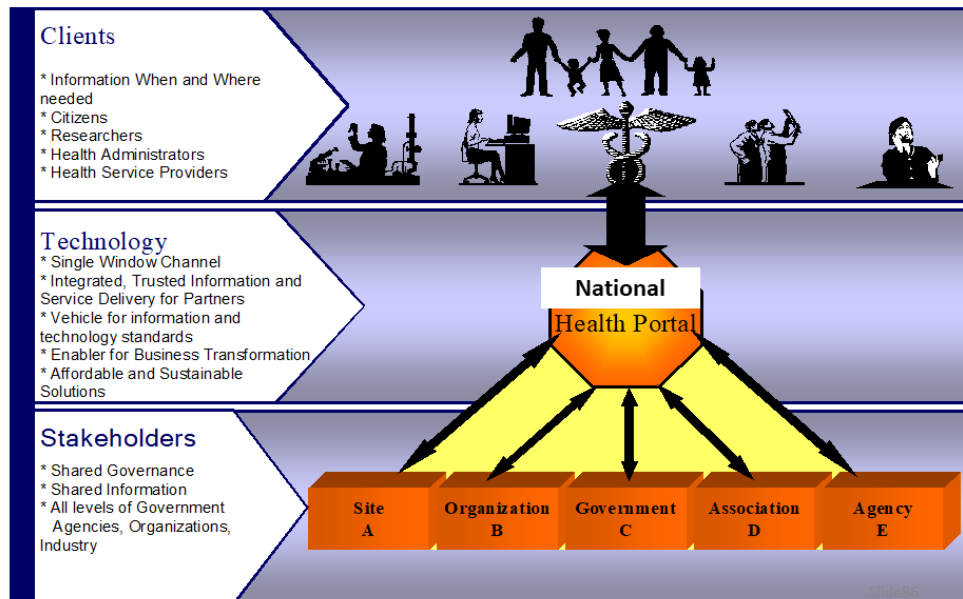 Clients
* Information When and Where
needed
* Citizens
* Researchers
* Health Administrators
* Health Service Providers
Technology
* Single Window Channel
* Integrated, Trusted Information and
Service Delivery for Partners
* Vehicle for information and
technology standards
* Enabler for Business Transformation
* Affordable and Sustainable
Solutions
National
Health Portal
Stakeholders
* Shared Governance
* Shared Information
* All levels of Government
Agencies, Organizations,
Industry
Site
A
Organization
B
Government
C
Association
D
Agency
E
Slide86